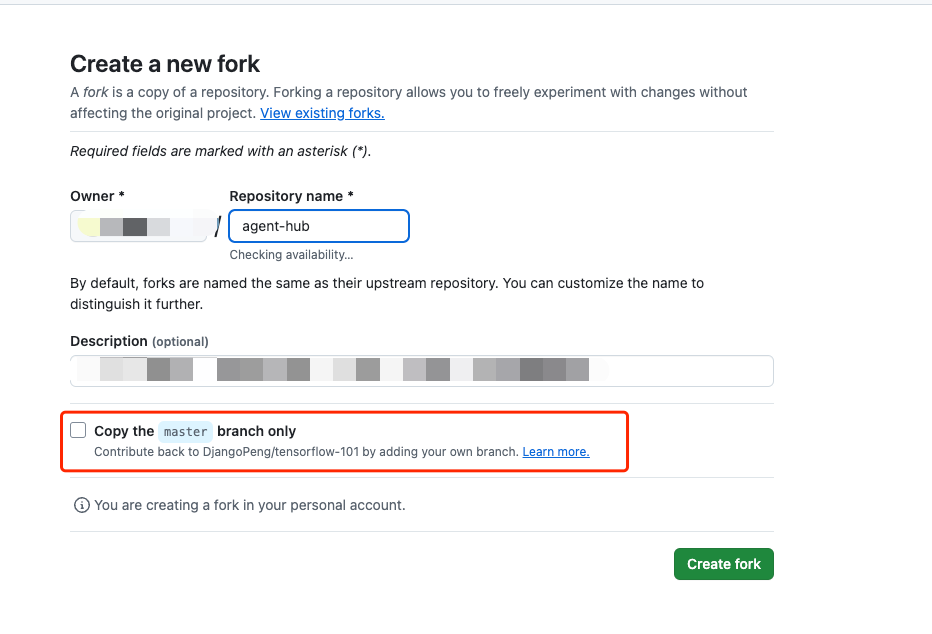 Create a new fork
A fork is a copy of a repository. Forking a repository allows you to freely experiment with changes without
affecting the original project. View existing forks.
Required fields are marked with an asterisk (*).
Owner *
Repository name *
/
agent-hub
Checking availability...
By default, forks are named the same as their upstream repository. You can customize the name to
distinguish it further.
Description (optional)
Copy the master branch only
Contribute back to DjangoPeng/tensorflow-101 by adding your own branch. Learn more.
You are creating a fork in your personal account.
Create fork